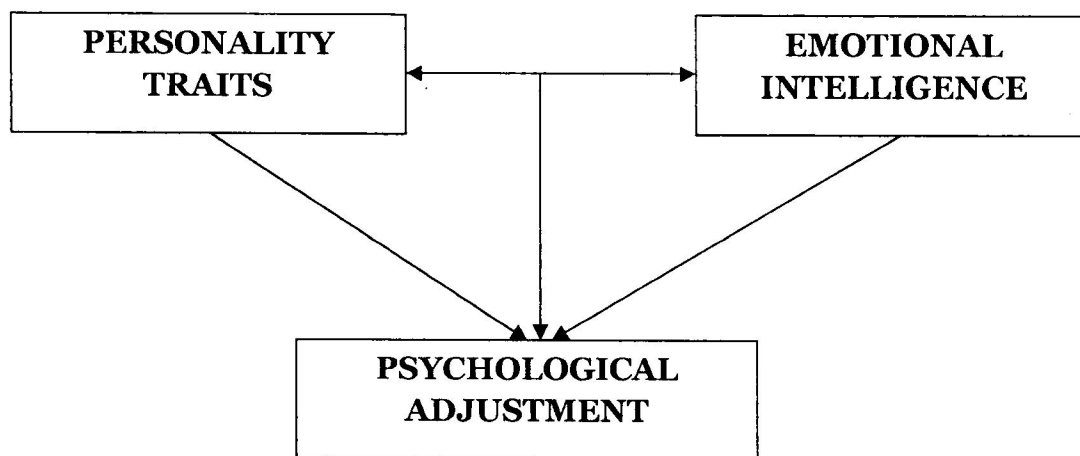 PERSONALITY
TRAITS
EMOTIONAL
INTELLIGENCE
PSYCHOLOGICAL
ADJUSTMENT